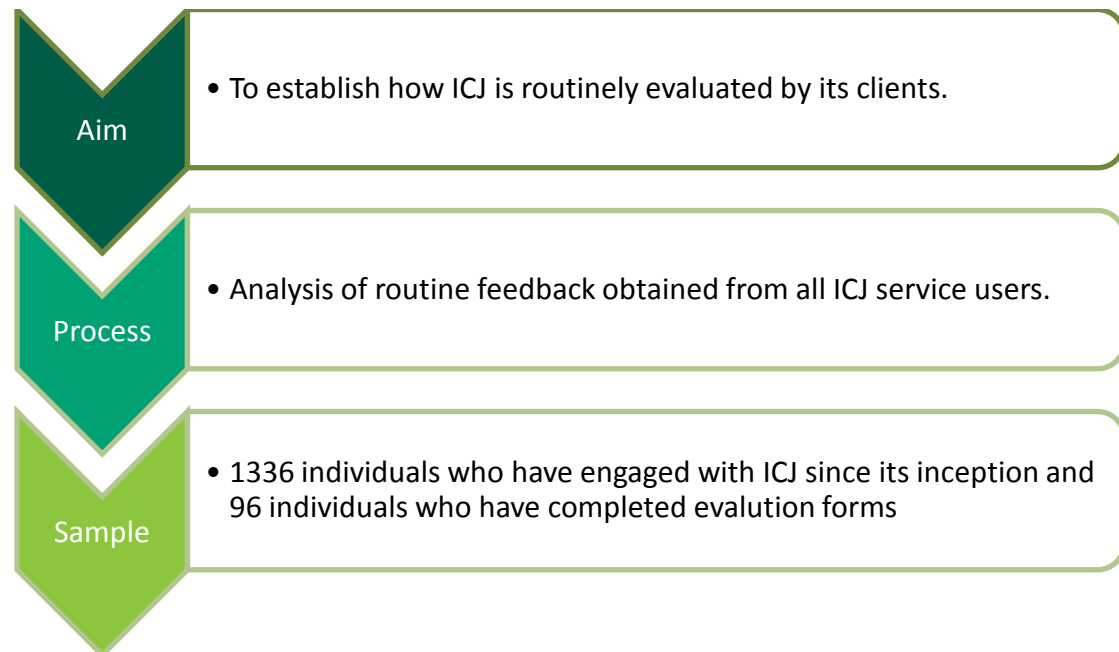 Aim
• To establish how ICJ is routinely evaluated by its clients.
Process
• Analysis of routine feedback obtained from all ICJ service users.
Sample
• 1336 individuals who have engaged with ICJ since its inception and
96 individuals who have completed evalution forms